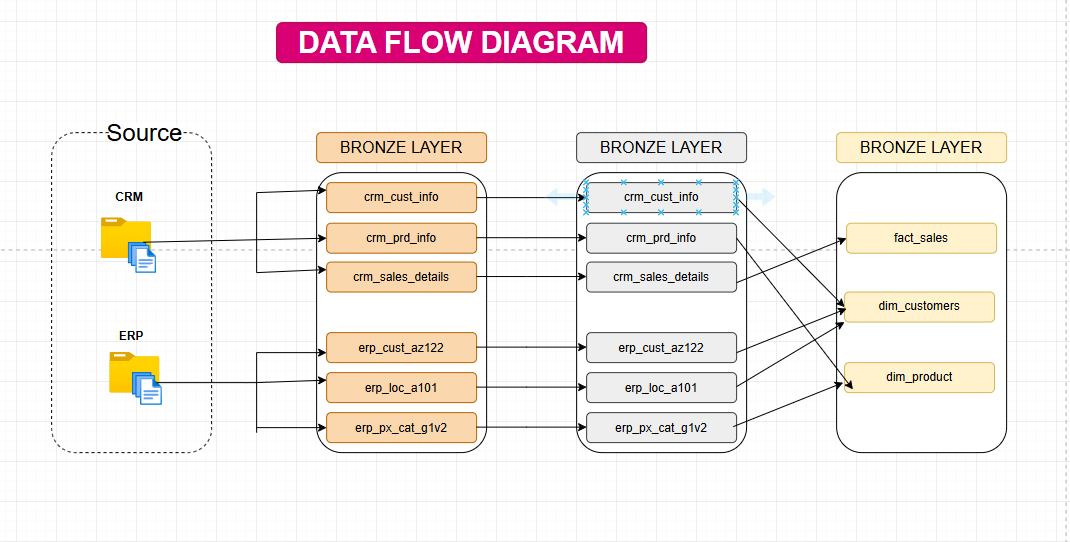 DATA FLOW DIAGRAM
Source
CRM
ERP
BRONZE LAYER
crm_cust_info
crm_prd_info
crm_sales_details
erp_cust_az122
erp_loc_a101
erp_px_cat_g1v2
BRONZE LAYER
crm_cust_info
crm_prd_info
crm_sales_details
erp_cust_az122
erp_loc_a101
erp_px_cat_g1v2
BRONZE LAYER
fact_sales
dim_customers
dim_product